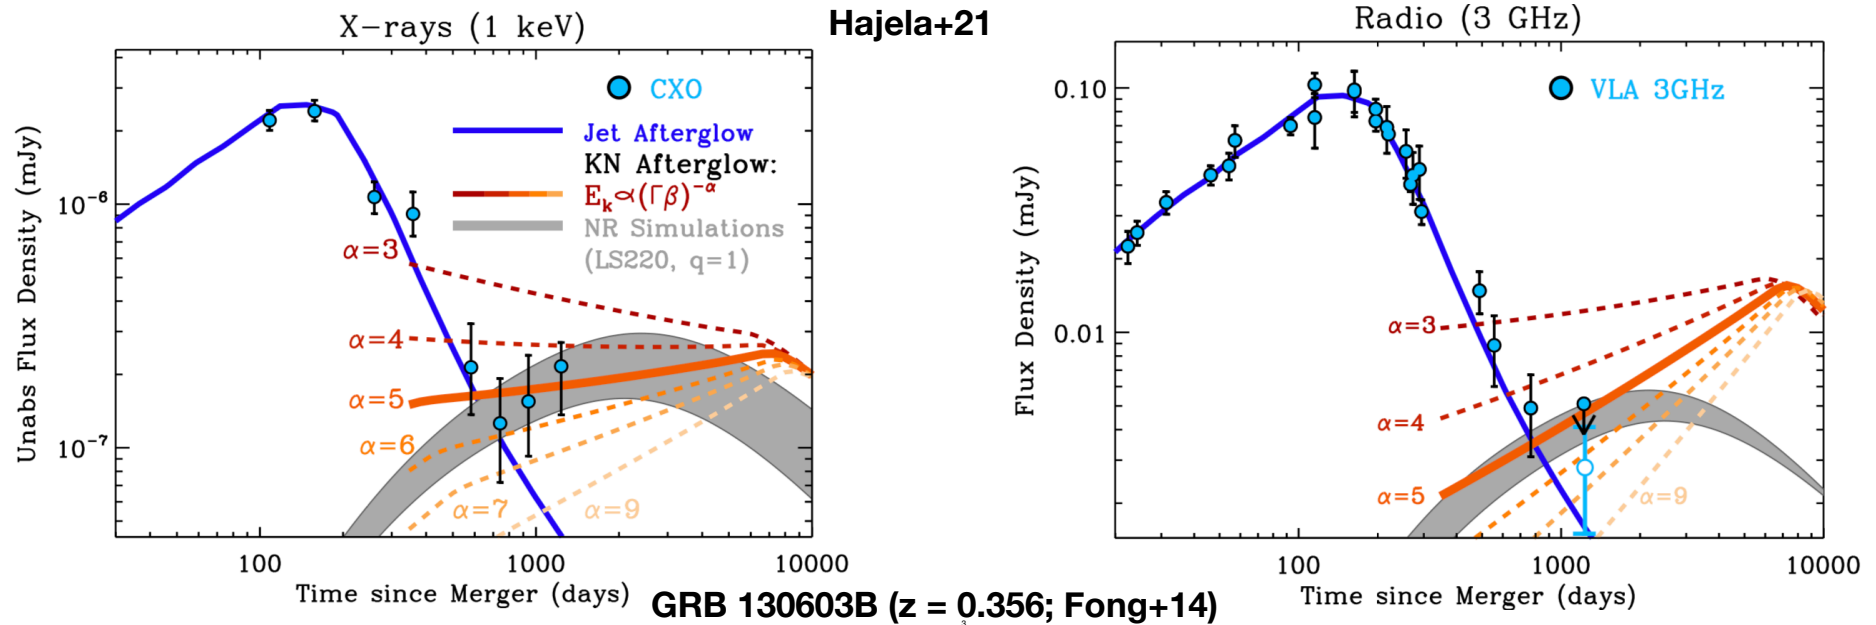 Hajela+21
X-rays (1 keV)
CXO
Jet Afterglow
KN Afterglow:
E_k∝(Γβ)^-α
NR Simulations
(LS220, q=1)
α=3
α=4
α=5
α=6
α=7
α=9
10^-6
10^-7
Unabs Flux Density (mJy)
100
1000
10000
Time since Merger (days)
Radio (3 GHz)
VLA 3GHz
0.10
0.01
Flux Density (mJy)
α=3
α=4
α=5
α=9
100
1000
10000
Time since Merger (days)
GRB 130603B (z = 0.356; Fong+14)